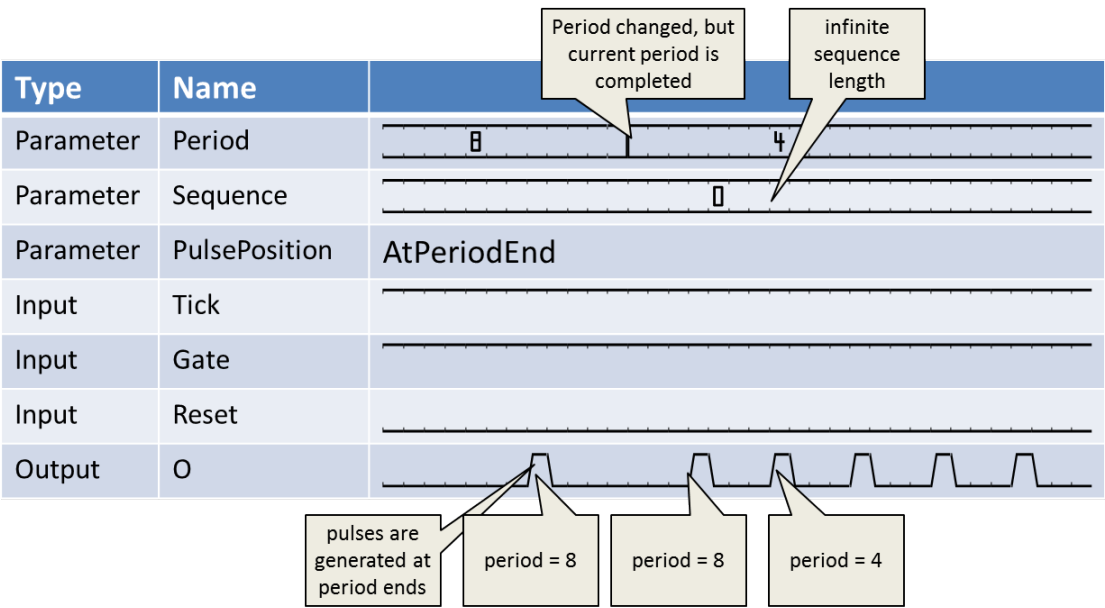 Period changed, but
current period is
completed
infinite
sequence
length
Type Name
Parameter Period 8 4
Parameter Sequence 0
Parameter PulsePosition AtPeriodEnd
Input Tick
Input Gate
Input Reset
Output O
pulses are
generated at
period ends
period = 8
period = 8
period = 4